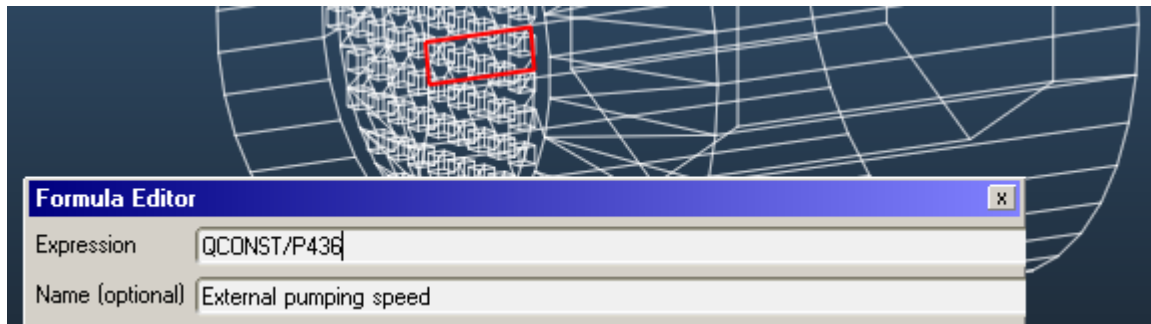 Formula Editor x
Expression QCONST/P436
Name (optional) External pumping speed